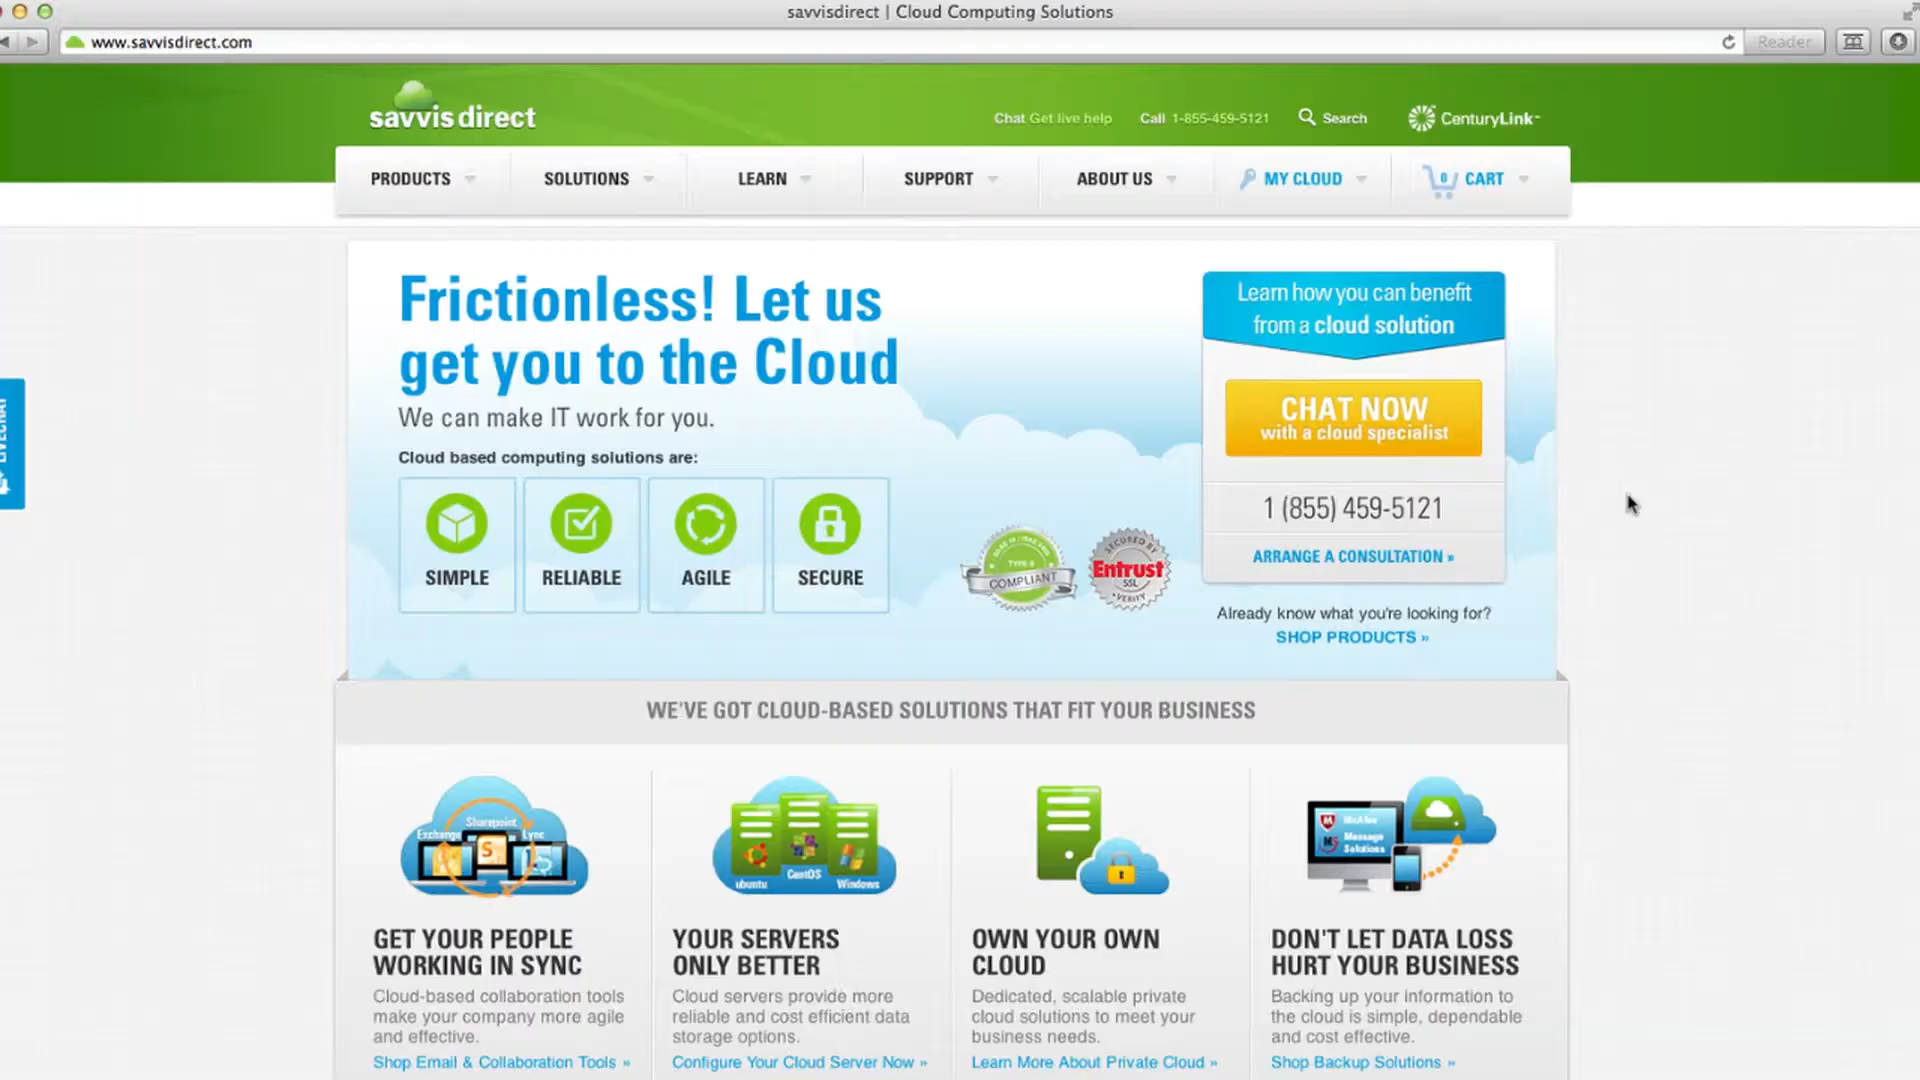 savvisdirect | Cloud Computing Solutions
www.savvisdirect.com
Reader
savvis direct
Chat Get live help
Call 1-855-459-5121
Search
CenturyLink
PRODUCTS
SOLUTIONS
LEARN
SUPPORT
ABOUT US
MY CLOUD
0
CART
Frictionless! Let us
get you to the Cloud
We can make IT work for you.
Cloud based computing solutions are:
SIMPLE
RELIABLE
AGILE
SECURE
TYPE II
COMPLIANT
SECURED BY
Entrust
SSL
• VERIFY •
Learn how you can benefit
from a cloud solution
CHAT NOW
with a cloud specialist
1 (855) 459-5121
ARRANGE A CONSULTATION »
Already know what you're looking for?
SHOP PRODUCTS »
LIVECHAT
WE'VE GOT CLOUD-BASED SOLUTIONS THAT FIT YOUR BUSINESS
Exchange
Sharepoint
Lync
S
ubuntu
CentOS
Windows
McAfee
Message
Solutions
GET YOUR PEOPLE
WORKING IN SYNC
Cloud-based collaboration tools
make your company more agile
and effective.
Shop Email & Collaboration Tools »
YOUR SERVERS
ONLY BETTER
Cloud servers provide more
reliable and cost efficient data
storage options.
Configure Your Cloud Server Now »
OWN YOUR OWN
CLOUD
Dedicated, scalable private
cloud solutions to meet your
business needs.
Learn More About Private Cloud »
DON'T LET DATA LOSS
HURT YOUR BUSINESS
Backing up your information to
the cloud is simple, dependable
and cost effective.
Shop Backup Solutions »